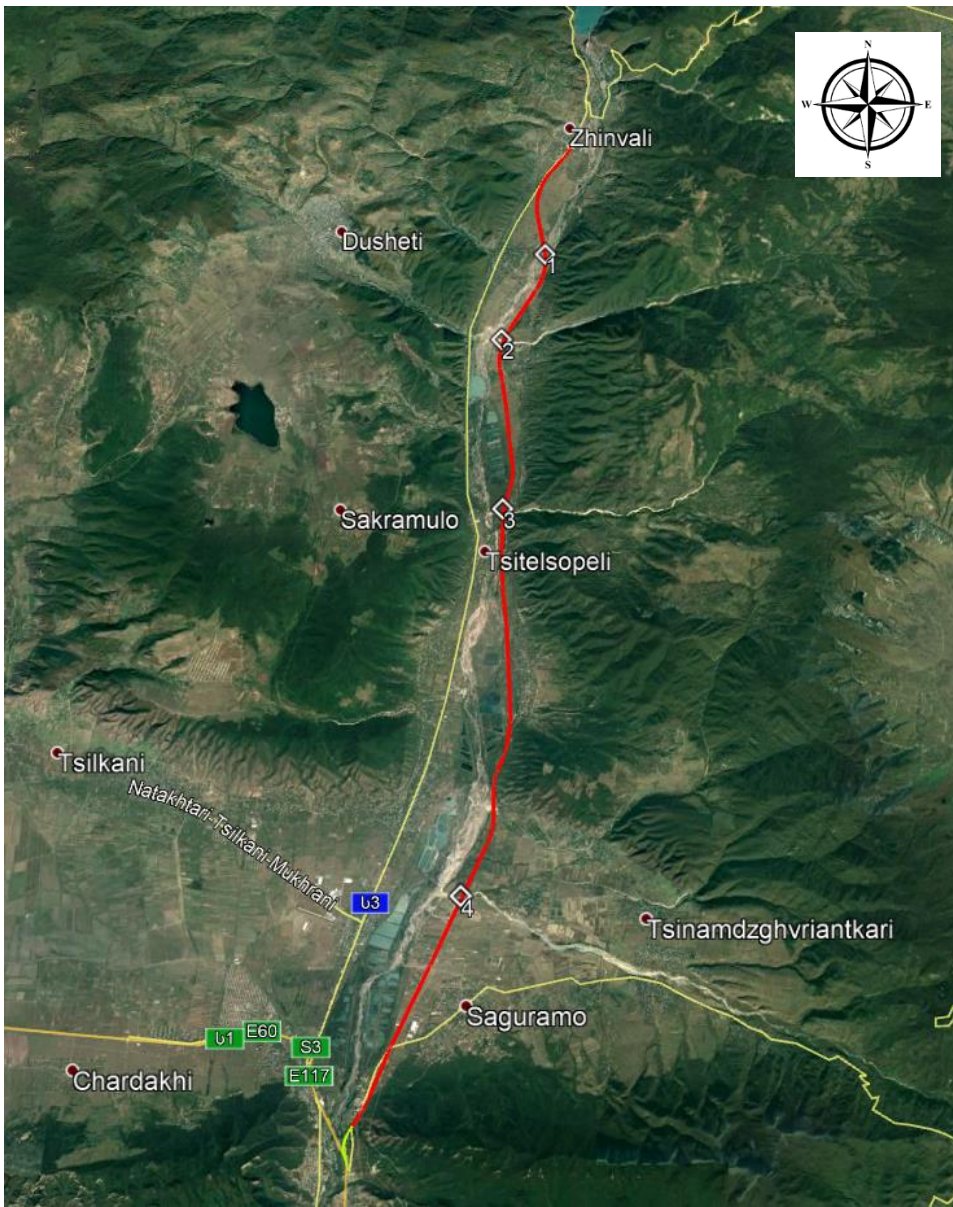 N
W
E
S
Zhinvali
Dusheti
1
2
Sakramulo
3
Tsitelsopeli
Tsilkani
Natakhtari-Tsilkani-Mukhrani
ს3
4
Tsinamdzghvriantkari
Saguramo
ს1
E60
S3
E117
Chardakhi